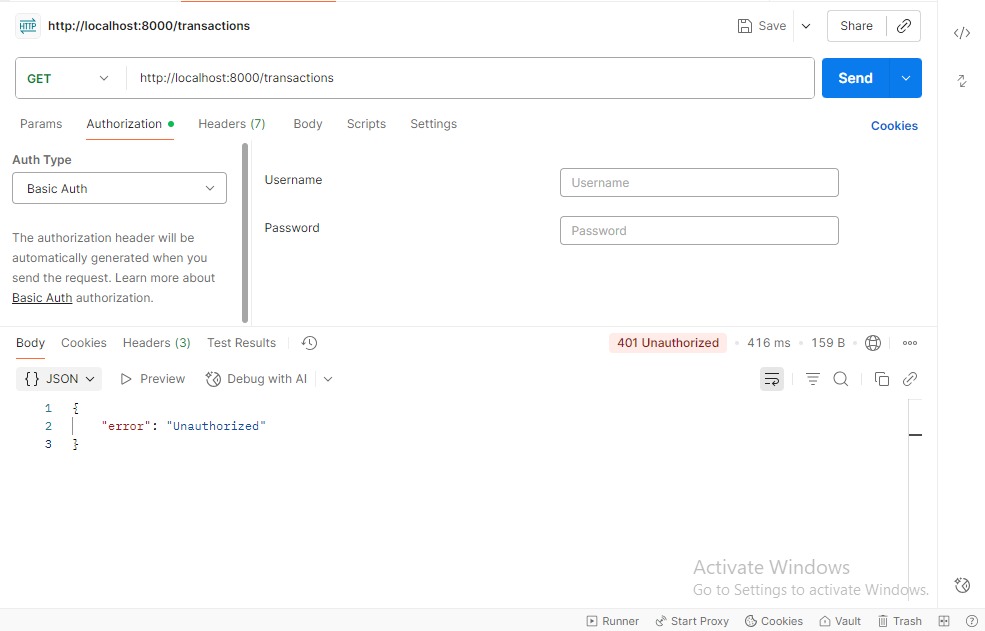 HTTP http://localhost:8000/transactions Save Share
GET http://localhost:8000/transactions Send
Params Authorization Headers (7) Body Scripts Settings Cookies
Auth Type
Basic Auth
The authorization header will be
automatically generated when you
send the request. Learn more about
Basic Auth authorization.
Username Username
Password Password
Body Cookies Headers (3) Test Results 401 Unauthorized 416 ms 159 B
{} JSON Preview Debug with AI
1 {
2 "error": "Unauthorized"
3 }
Activate Windows
Go to Settings to activate Windows.
Runner Start Proxy Cookies Vault Trash